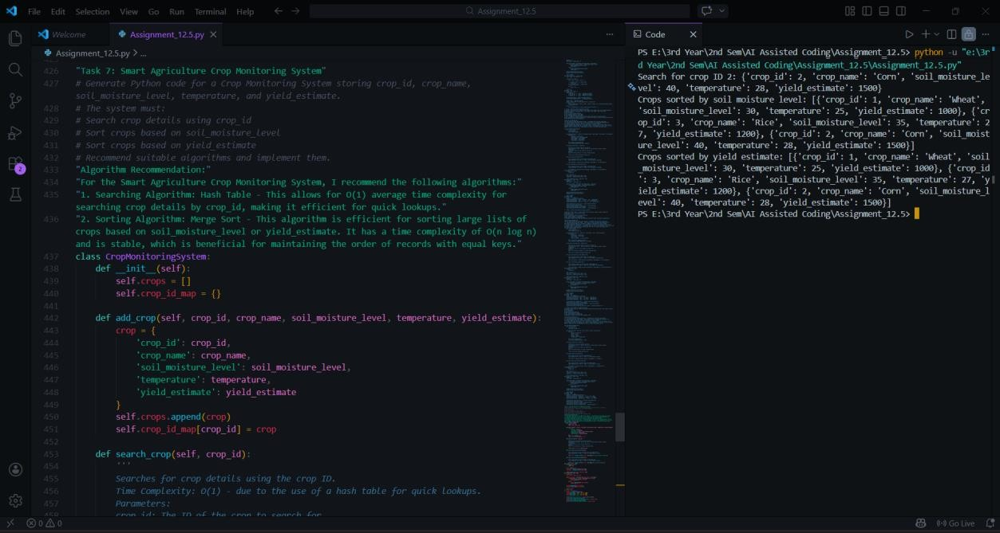 File Edit Selection View Go Run Terminal Help
Assignment_12.5
Welcome
Assignment_12.5.py
Assignment_12.5.py > ...
426 "Task 7: Smart Agriculture Crop Monitoring System"
427 # Generate Python code for a Crop Monitoring System storing crop_id, crop_name,
soil_moisture_level, temperature, and yield_estimate.
428 # The system must:
429 # Search crop details using crop_id
430 # Sort crops based on soil_moisture_level
431 # Sort crops based on yield_estimate
432 # Recommend suitable algorithms and implement them.
433 "Algorithm Recommendation:"
434 "For the Smart Agriculture Crop Monitoring System, I recommend the following algorithms:"
435 "1. Searching Algorithm: Hash Table - This allows for O(1) average time complexity for
searching crop details by crop_id, making it efficient for quick lookups."
436 "2. Sorting Algorithm: Merge Sort - This algorithm is efficient for sorting large lists of
crops based on soil_moisture_level or yield_estimate. It has a time complexity of O(n log n)
and is stable, which is beneficial for maintaining the order of records with equal keys."
437 class CropMonitoringSystem:
438 def __init__(self):
439 self.crops = []
440 self.crop_id_map = {}
441
442 def add_crop(self, crop_id, crop_name, soil_moisture_level, temperature, yield_estimate):
443 crop = {
444 'crop_id': crop_id,
445 'crop_name': crop_name,
446 'soil_moisture_level': soil_moisture_level,
447 'temperature': temperature,
448 'yield_estimate': yield_estimate
449 }
450 self.crops.append(crop)
451 self.crop_id_map[crop_id] = crop
452
453 def search_crop(self, crop_id):
454 '''
455 Searches for crop details using the crop ID.
456 Time Complexity: O(1) - due to the use of a hash table for quick lookups.
457 Parameters:
458 crop_id: The ID of the crop to search for
Code
PS E:\3rd Year\2nd Sem\AI Assisted Coding\Assignment_12.5> python -u "e:\3r
d Year\2nd Sem\AI Assisted Coding\Assignment_12.5\Assignment_12.5.py"
Search for crop ID 2: {'crop_id': 2, 'crop_name': 'Corn', 'soil_moisture_le
vel': 40, 'temperature': 28, 'yield_estimate': 1500}
Crops sorted by soil moisture level: [{'crop_id': 1, 'crop_name': 'Wheat',
'soil_moisture_level': 30, 'temperature': 25, 'yield_estimate': 1000}, {'cr
op_id': 3, 'crop_name': 'Rice', 'soil_moisture_level': 35, 'temperature': 2
7, 'yield_estimate': 1200}, {'crop_id': 2, 'crop_name': 'Corn', 'soil_moist
ure_level': 40, 'temperature': 28, 'yield_estimate': 1500}]
Crops sorted by yield estimate: [{'crop_id': 1, 'crop_name': 'Wheat', 'soil
_moisture_level': 30, 'temperature': 25, 'yield_estimate': 1000}, {'crop_id
': 3, 'crop_name': 'Rice', 'soil_moisture_level': 35, 'temperature': 27, 'y
ield_estimate': 1200}, {'crop_id': 2, 'crop_name': 'Corn', 'soil_moisture_l
evel': 40, 'temperature': 28, 'yield_estimate': 1500}]
PS E:\3rd Year\2nd Sem\AI Assisted Coding\Assignment_12.5>
2
0 0
Go Live